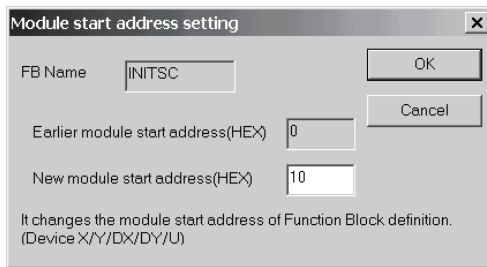 Module start address setting
FB Name INITSC OK
Cancel
Earlier module start address(HEX) 0
New module start address(HEX) 10
It changes the module start address of Function Block definition.
(Device X/Y/DX/DY/U)